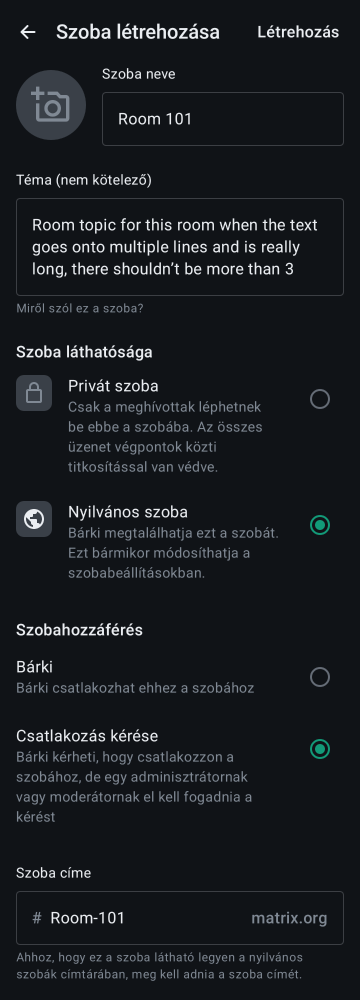 Szoba létrehozása
Létrehozás
Szoba neve
Room 101
Téma (nem kötelező)
Room topic for this room when the text
goes onto multiple lines and is really
long, there shouldn’t be more than 3
Miről szól ez a szoba?
Szoba láthatósága
Privát szoba
Csak a meghívottak léphetnek
be ebbe a szobába. Az összes
üzenet végpontok közti
titkosítással van védve.
Nyilvános szoba
Bárki megtalálhatja ezt a szobát.
Ezt bármikor módosíthatja a
szobabeállításokban.
Szobahozzáférés
Bárki
Bárki csatlakozhat ehhez a szobához
Csatlakozás kérése
Bárki kérheti, hogy csatlakozzon a
szobához, de egy adminisztrátornak
vagy moderátornak el kell fogadnia a
kérést
Szoba címe
# Room-101 matrix.org
Ahhoz, hogy ez a szoba látható legyen a nyilvános
szobák címtárában, meg kell adnia a szoba címét.